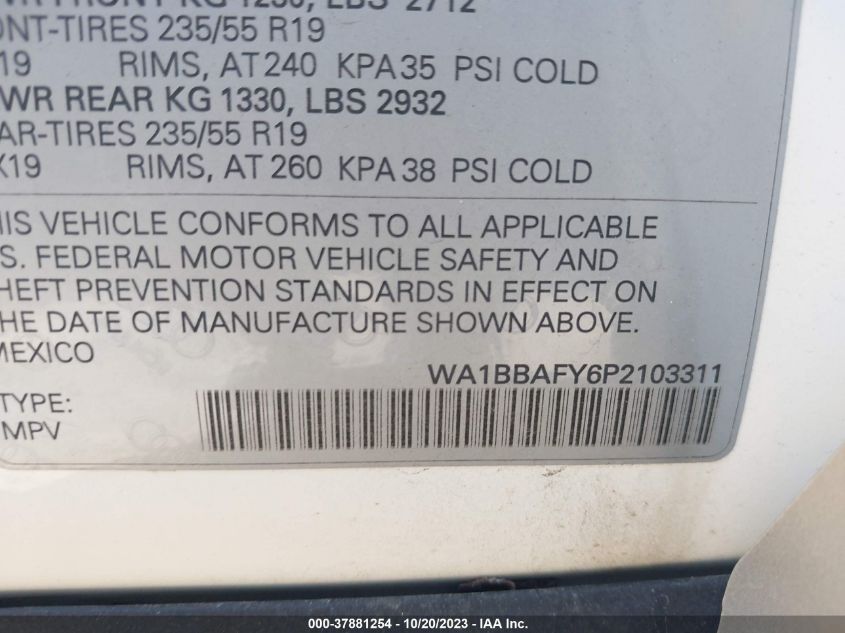 LBS 2712
ONT-TIRES 235/55 R19
19 RIMS, AT 240 KPA 35 PSI COLD
WR REAR KG 1330, LBS 2932
AR-TIRES 235/55 R19
X19 RIMS, AT 260 KPA 38 PSI COLD
HIS VEHICLE CONFORMS TO ALL APPLICABLE
S. FEDERAL MOTOR VEHICLE SAFETY AND
HEFT PREVENTION STANDARDS IN EFFECT ON
HE DATE OF MANUFACTURE SHOWN ABOVE.
MEXICO
WA1BBAFY6P2103311
TYPE:
MPV
000-37881254 | 10/20/2023 | IAA Inc.